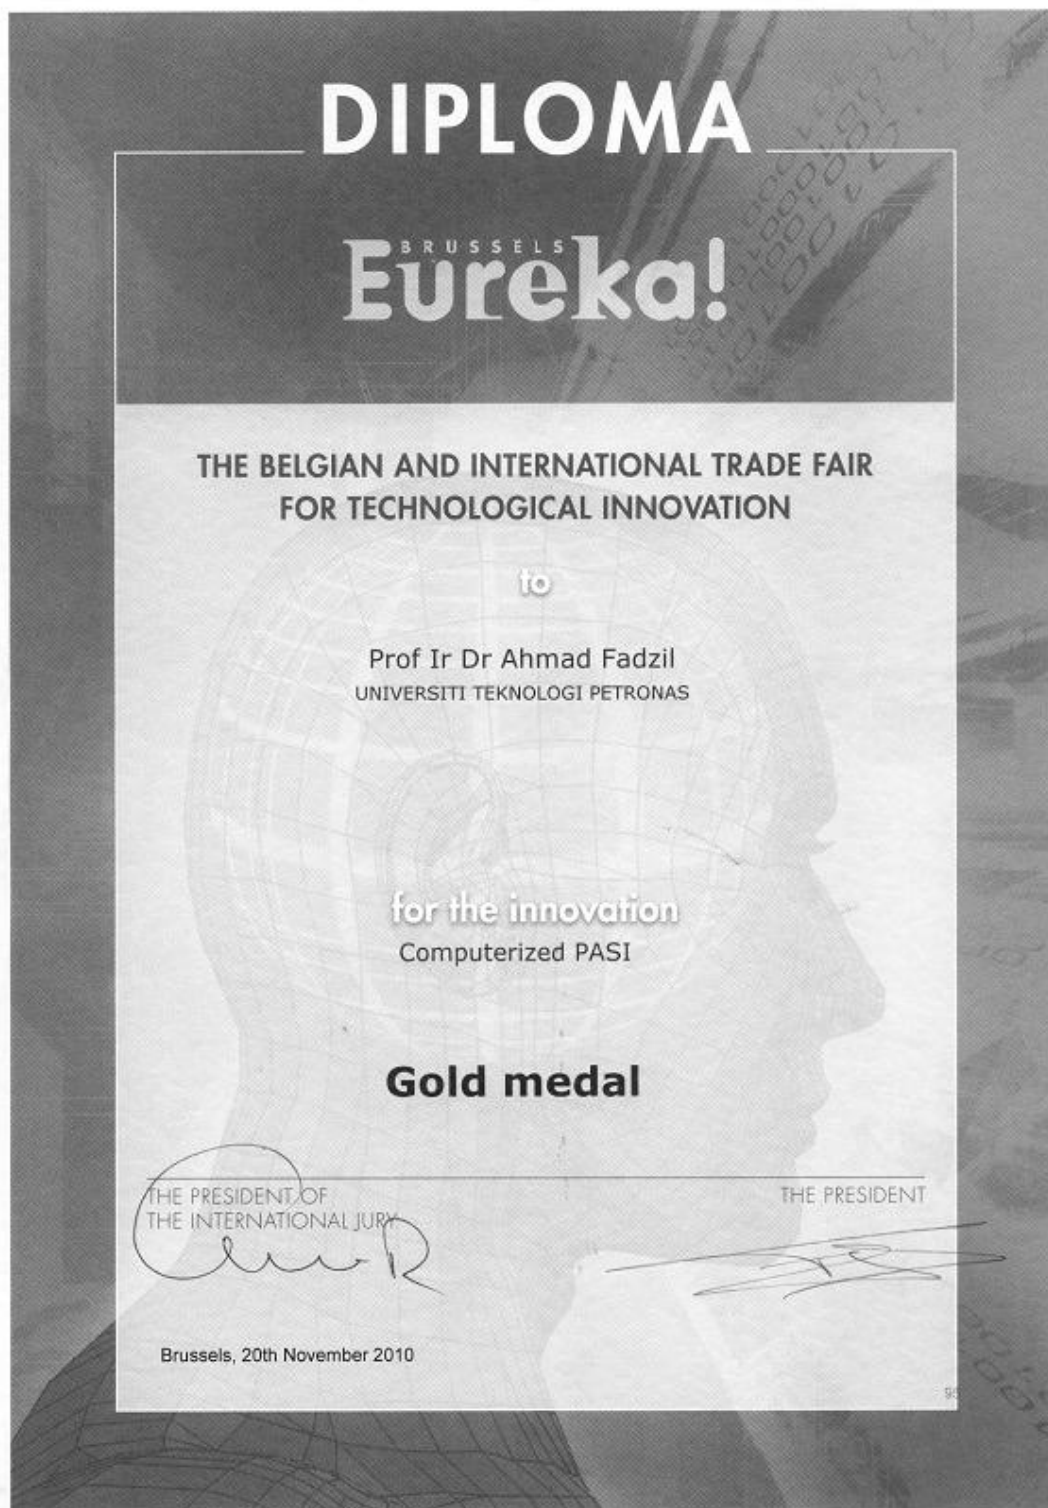 DIPLOMA
BRUSSELS
Eureka!
THE BELGIAN AND INTERNATIONAL TRADE FAIR
FOR TECHNOLOGICAL INNOVATION
to
Prof Ir Dr Ahmad Fadzil
UNIVERSITI TEKNOLOGI PETRONAS
for the innovation
Computerized PASI
Gold medal
THE PRESIDENT OF
THE INTERNATIONAL JURY
THE PRESIDENT
Brussels, 20th November 2010